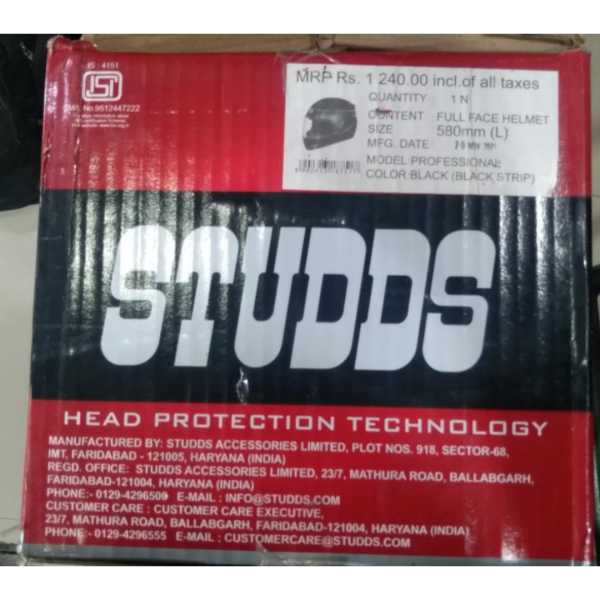 IS : 4151
ISI
CM/L No.9512447222
MRP Rs. 1 240.00 incl.of all taxes
QUANTITY 1 N
CONTENT FULL FACE HELMET
SIZE 580mm (L)
MFG. DATE
MODEL PROFESSIONAL
COLOR:BLACK (BLACK STRIP)
STUDDS
HEAD PROTECTION TECHNOLOGY
MANUFACTURED BY: STUDDS ACCESSORIES LIMITED, PLOT NOS. 918, SECTOR-68,
IMT, FARIDABAD - 121005, HARYANA (INDIA)
REGD. OFFICE: STUDDS ACCESSORIES LIMITED, 23/7, MATHURA ROAD, BALLABGARH,
FARIDABAD-121004, HARYANA (INDIA)
PHONE:- 0129-4296500 E-MAIL : INFO@STUDDS.COM
CUSTOMER CARE : CUSTOMER CARE EXECUTIVE,
23/7, MATHURA ROAD, BALLABGARH, FARIDABAD-121004, HARYANA (INDIA)
PHONE:- 0129-4296555 E-MAIL : CUSTOMERCARE@STUDDS.COM